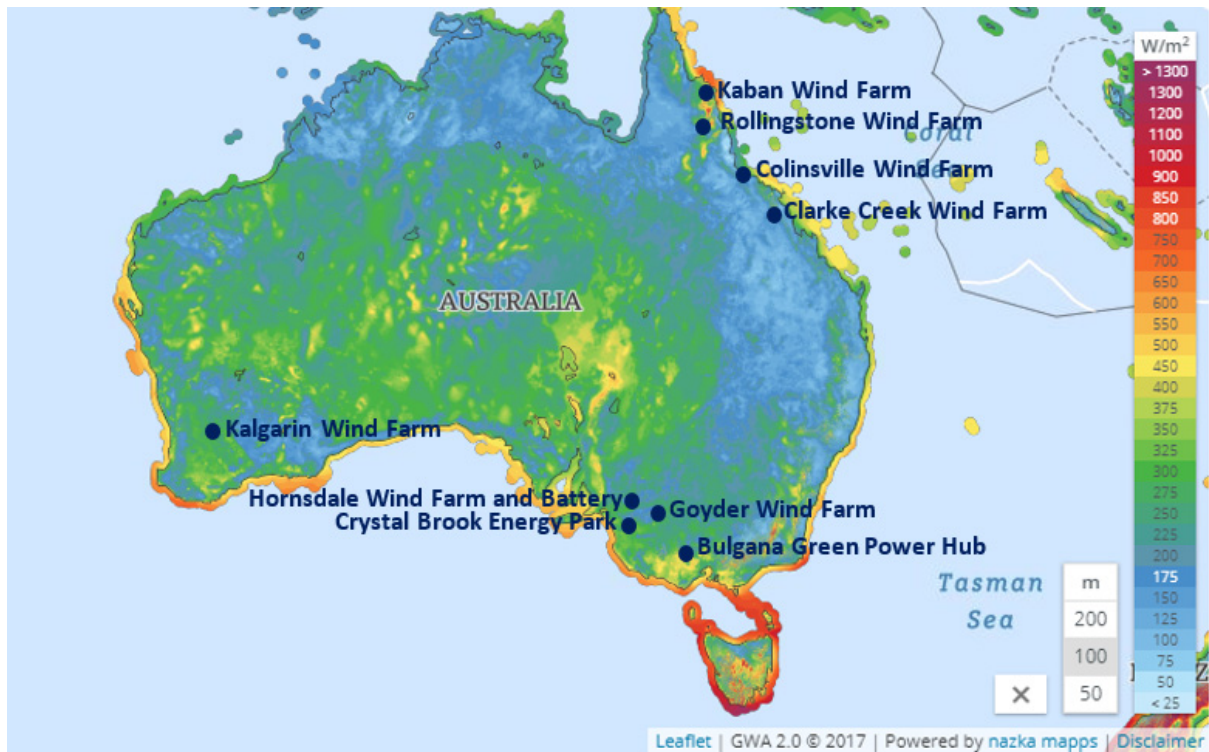 W/m²
> 1300
1300
1200
1100
1000
900
850
800
750
700
650
600
550
500
450
400
375
350
325
300
275
250
225
200
175
150
125
100
75
50
< 25
Kaban Wind Farm
Rollingstone Wind Farm
Coral
Colinsville Wind Farm
Clarke Creek Wind Farm
AUSTRALIA
Kalgarin Wind Farm
Hornsdale Wind Farm and Battery
Goyder Wind Farm
Crystal Brook Energy Park
Bulgana Green Power Hub
Tasman
Sea
m
200
100
50
×
Leaflet | GWA 2.0 © 2017 | Powered by nazka mapps | Disclaimer